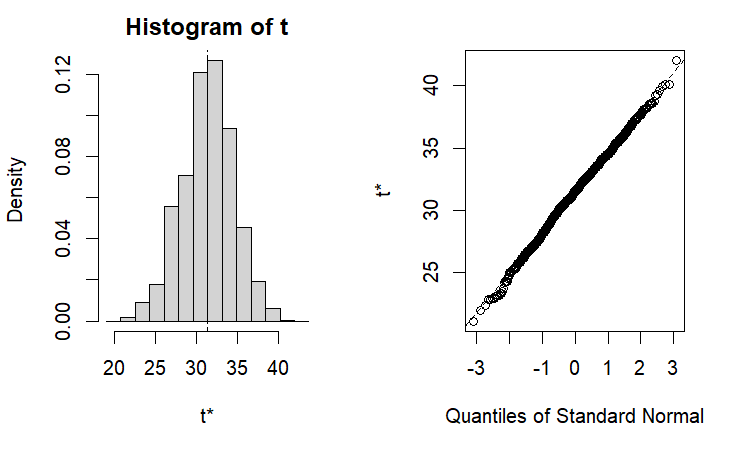 Histogram of t
Density
0.00 0.04 0.08 0.12
20 25 30 35 40
t*
t*
25 30 35 40
-3 -1 0 1 2 3
Quantiles of Standard Normal